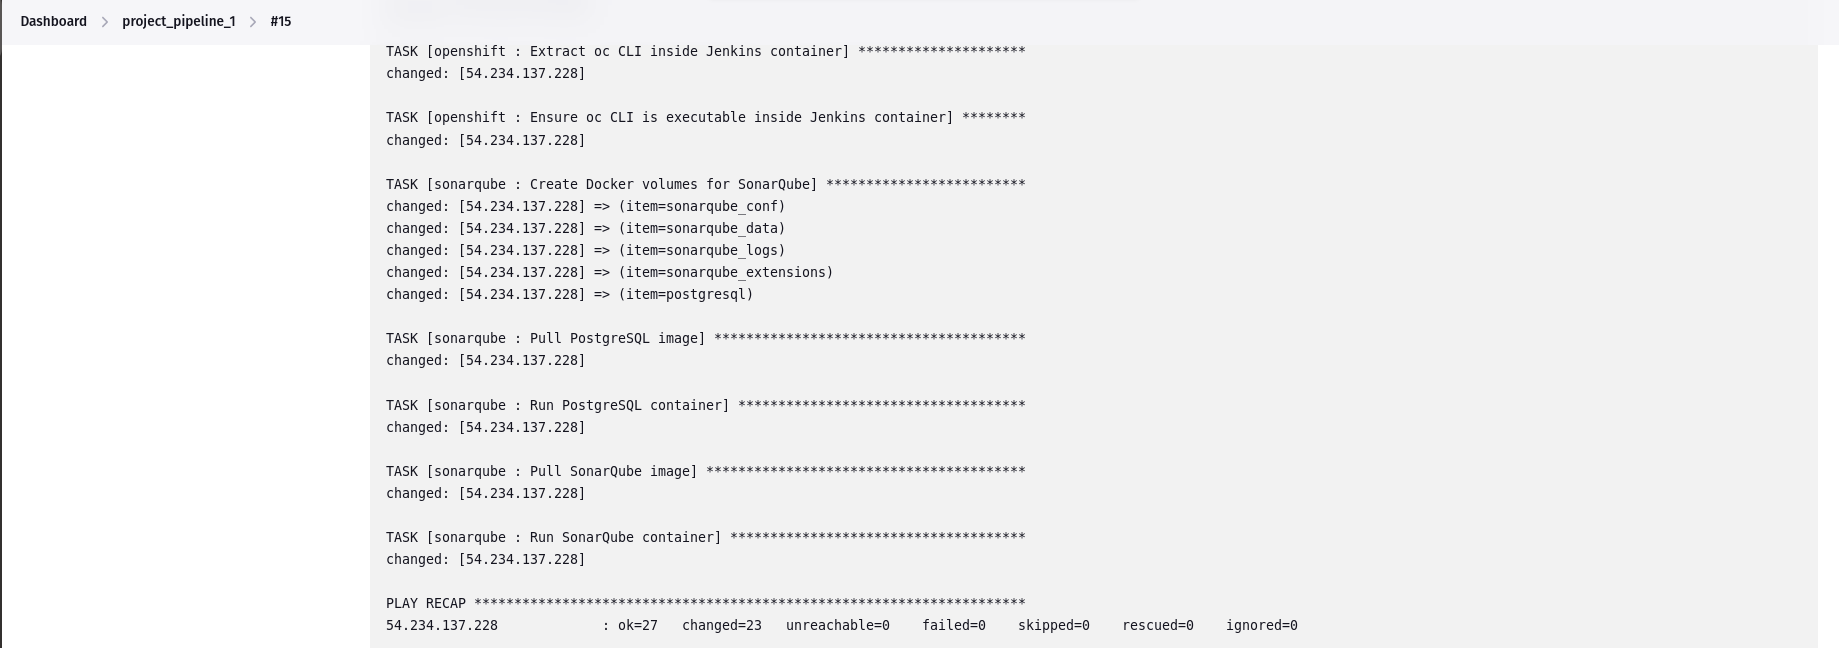 Dashboard > project_pipeline_1 > #15
TASK [openshift : Extract oc CLI inside Jenkins container] *********************
changed: [54.234.137.228]
TASK [openshift : Ensure oc CLI is executable inside Jenkins container] ********
changed: [54.234.137.228]
TASK [sonarqube : Create Docker volumes for SonarQube] *************************
changed: [54.234.137.228] => (item=sonarqube_conf)
changed: [54.234.137.228] => (item=sonarqube_data)
changed: [54.234.137.228] => (item=sonarqube_logs)
changed: [54.234.137.228] => (item=sonarqube_extensions)
changed: [54.234.137.228] => (item=postgresql)
TASK [sonarqube : Pull PostgreSQL image] ***************************************
changed: [54.234.137.228]
TASK [sonarqube : Run PostgreSQL container] ************************************
changed: [54.234.137.228]
TASK [sonarqube : Pull SonarQube image] ****************************************
changed: [54.234.137.228]
TASK [sonarqube : Run SonarQube container] *************************************
changed: [54.234.137.228]
PLAY RECAP *********************************************************************
54.234.137.228             : ok=27   changed=23   unreachable=0    failed=0    skipped=0    rescued=0    ignored=0